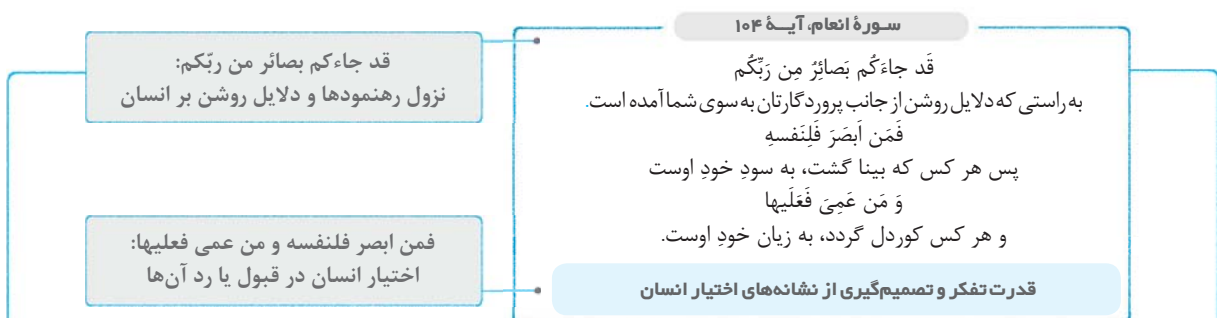 سورهٔ انعام، آیهٔ ۱۰۴
قَد جاءَکُم بَصائِرُ مِن رَبِّکُم
به‌راستی که دلایل روشن از جانب پروردگارتان به‌سوی شما آمده است.
فَمَن اَبصَرَ فَلِنَفسهِ
پس هر کس که بینا گشت، به سودِ خودِ اوست
وَ مَن عَمِیَ فَعَلَیها
و هر کس کوردل گردد، به زیان خودِ اوست.
قدرت تفکر و تصمیم‌گیری از نشانه‌های اختیار انسان
قد جاءکم بصائر من ربّکم:
نزول رهنمودها و دلایل روشن بر انسان
فمن ابصر فلنفسه و من عمی فعلیها:
اختیار انسان در قبول یا رد آن‌ها